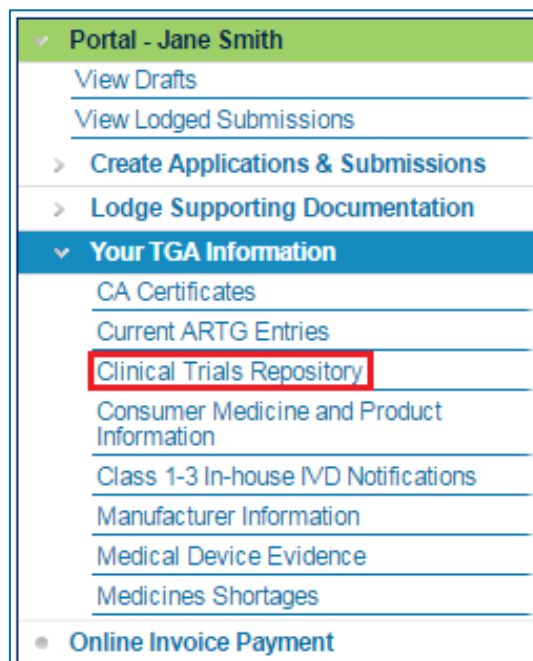 Portal - Jane Smith
View Drafts
View Lodged Submissions
Create Applications & Submissions
Lodge Supporting Documentation
Your TGA Information
CA Certificates
Current ARTG Entries
Clinical Trials Repository
Consumer Medicine and Product
Information
Class 1-3 In-house IVD Notifications
Manufacturer Information
Medical Device Evidence
Medicines Shortages
Online Invoice Payment